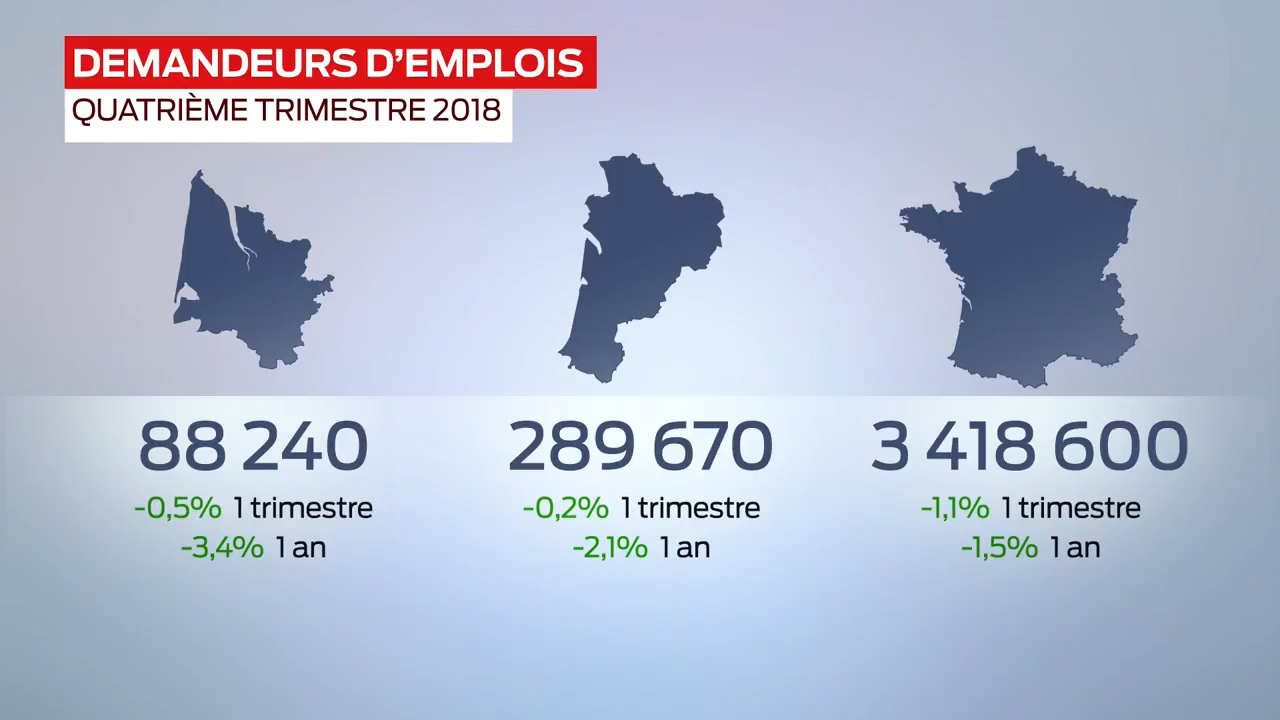 DEMANDEURS D'EMPLOIS
QUATRIÈME TRIMESTRE 2018
88 240
-0,5% 1 trimestre
-3,4% 1 an
289 670
-0,2% 1 trimestre
-2,1% 1 an
3 418 600
-1,1% 1 trimestre
-1,5% 1 an